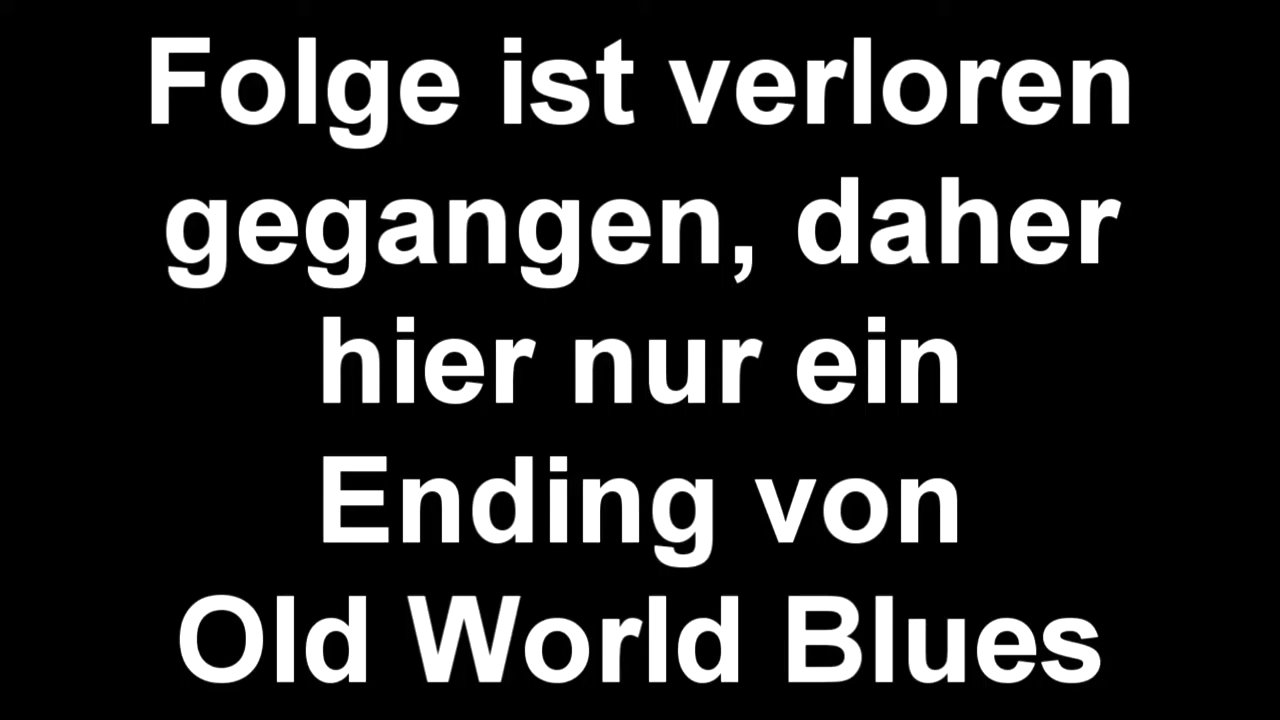 Folge ist verloren
gegangen, daher
hier nur ein
Ending von
Old World Blues